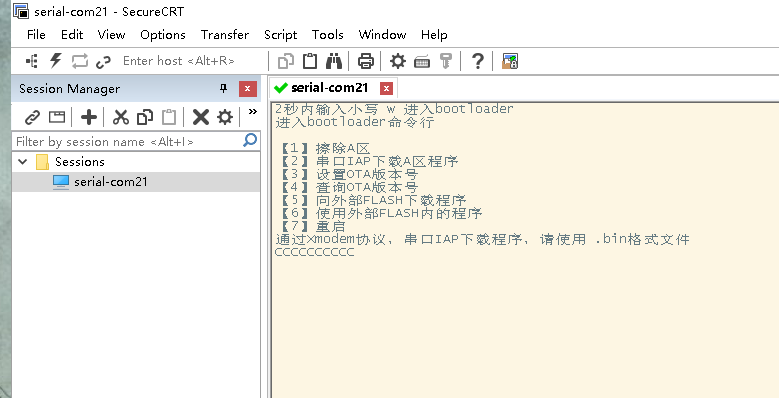 serial-com21 - SecureCRT
File Edit View Options Transfer Script Tools Window Help
Enter host <Alt+R>
Session Manager
serial-com21
Filter by session name <Alt+I>
Sessions
serial-com21
2秒内输入小写 w 进入bootloader
进入bootloader命令行
【1】擦除A区
【2】串口IAP下载A区程序
【3】设置OTA版本号
【4】查询OTA版本号
【5】向外部FLASH下载程序
【6】使用外部FLASH内的程序
【7】重启
通过Xmodem协议, 串口IAP下载程序, 请使用 .bin格式文件
CCCCCCCCCC